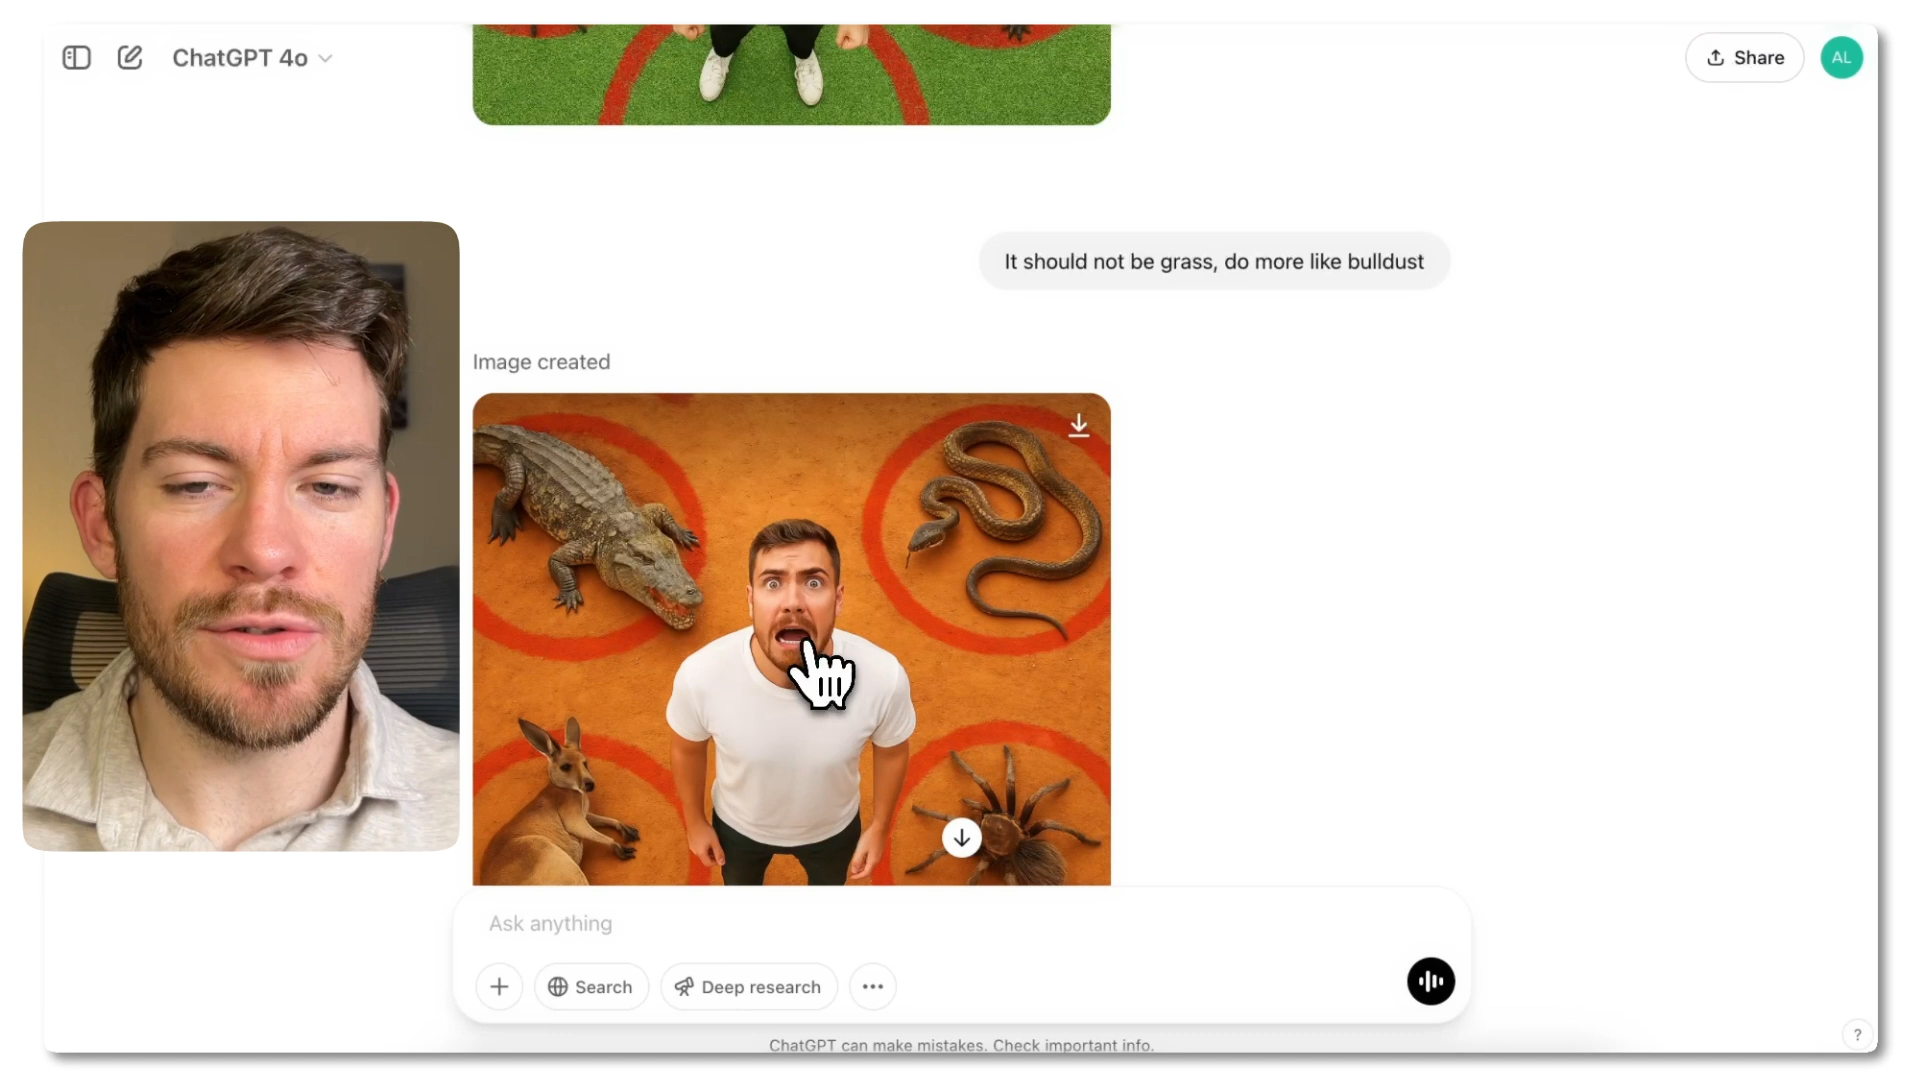 ChatGPT 4o
Share
AL
It should not be grass, do more like bulldust
Image created
Ask anything
Search
Deep research
ChatGPT can make mistakes. Check important info.
?